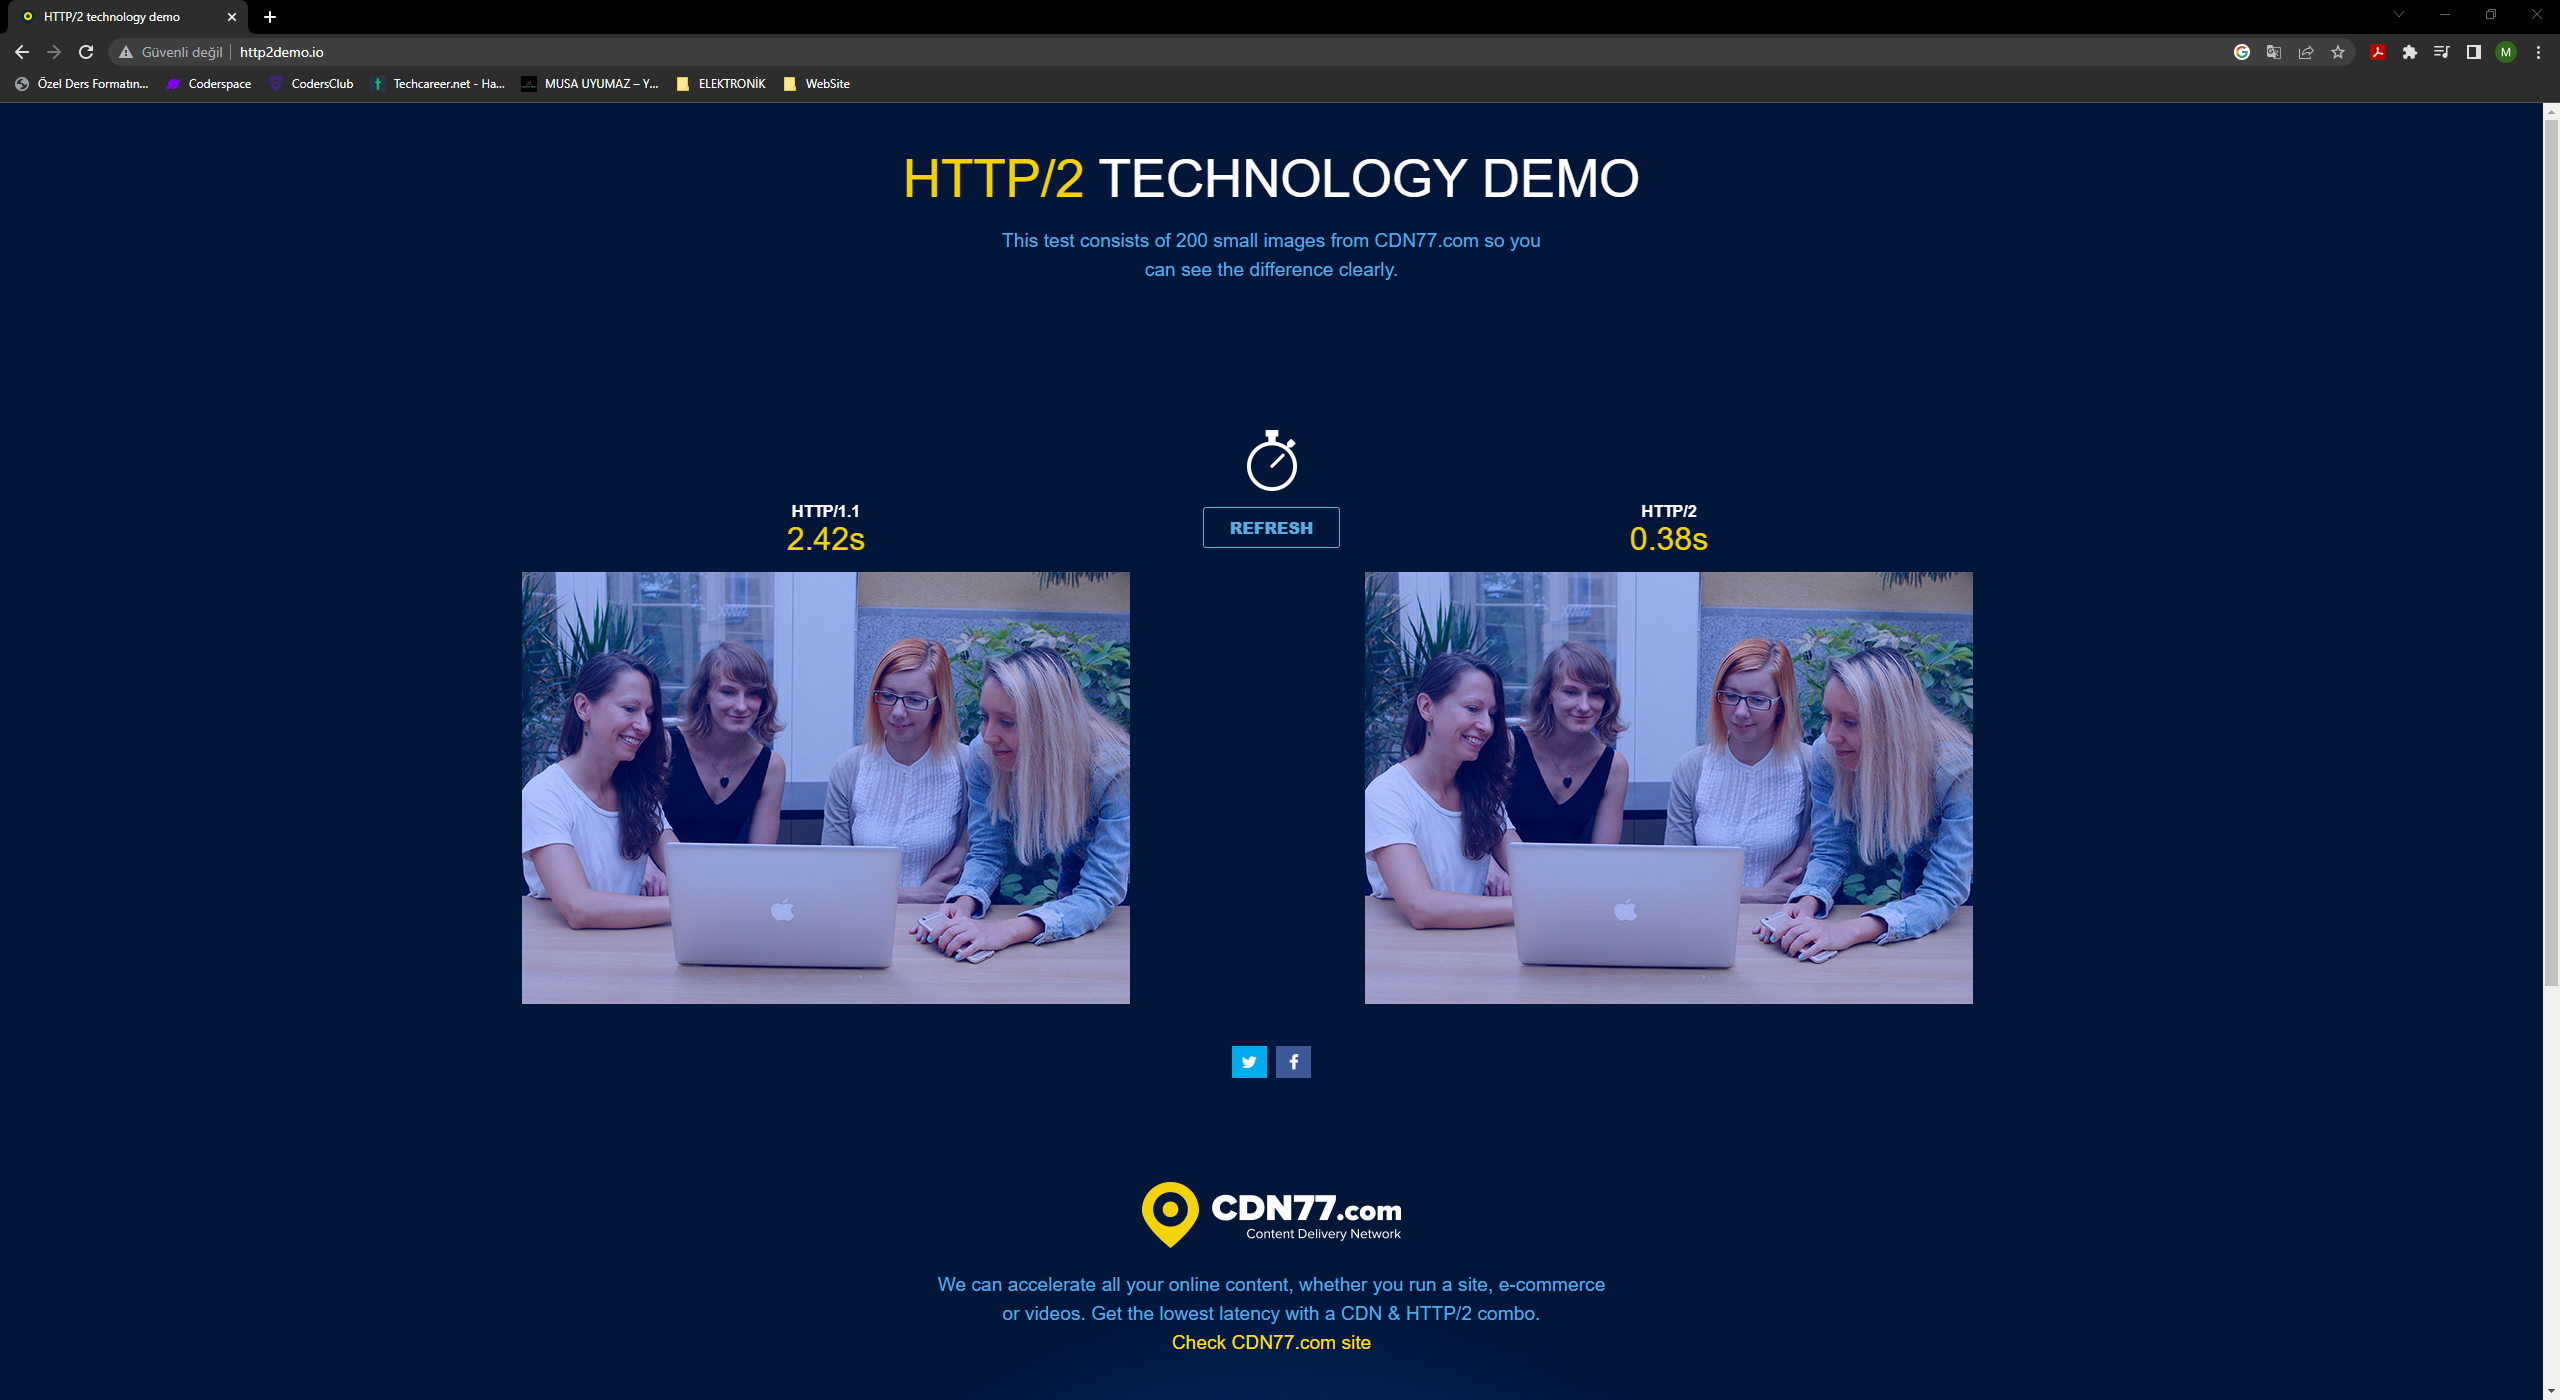 HTTP/2 technology demo
Güvenli değil
http2demo.io
M
Özel Ders Formatın...
Coderspace
CodersClub
Techcareer.net - Ha...
MUSA UYUMAZ – Y...
ELEKTRONİK
WebSite
HTTP/2 TECHNOLOGY DEMO
This test consists of 200 small images from CDN77.com so you
can see the difference clearly.
HTTP/1.1
2.42s
REFRESH
HTTP/2
0.38s
CDN77.com
Content Delivery Network
We can accelerate all your online content, whether you run a site, e-commerce
or videos. Get the lowest latency with a CDN & HTTP/2 combo.
Check CDN77.com site